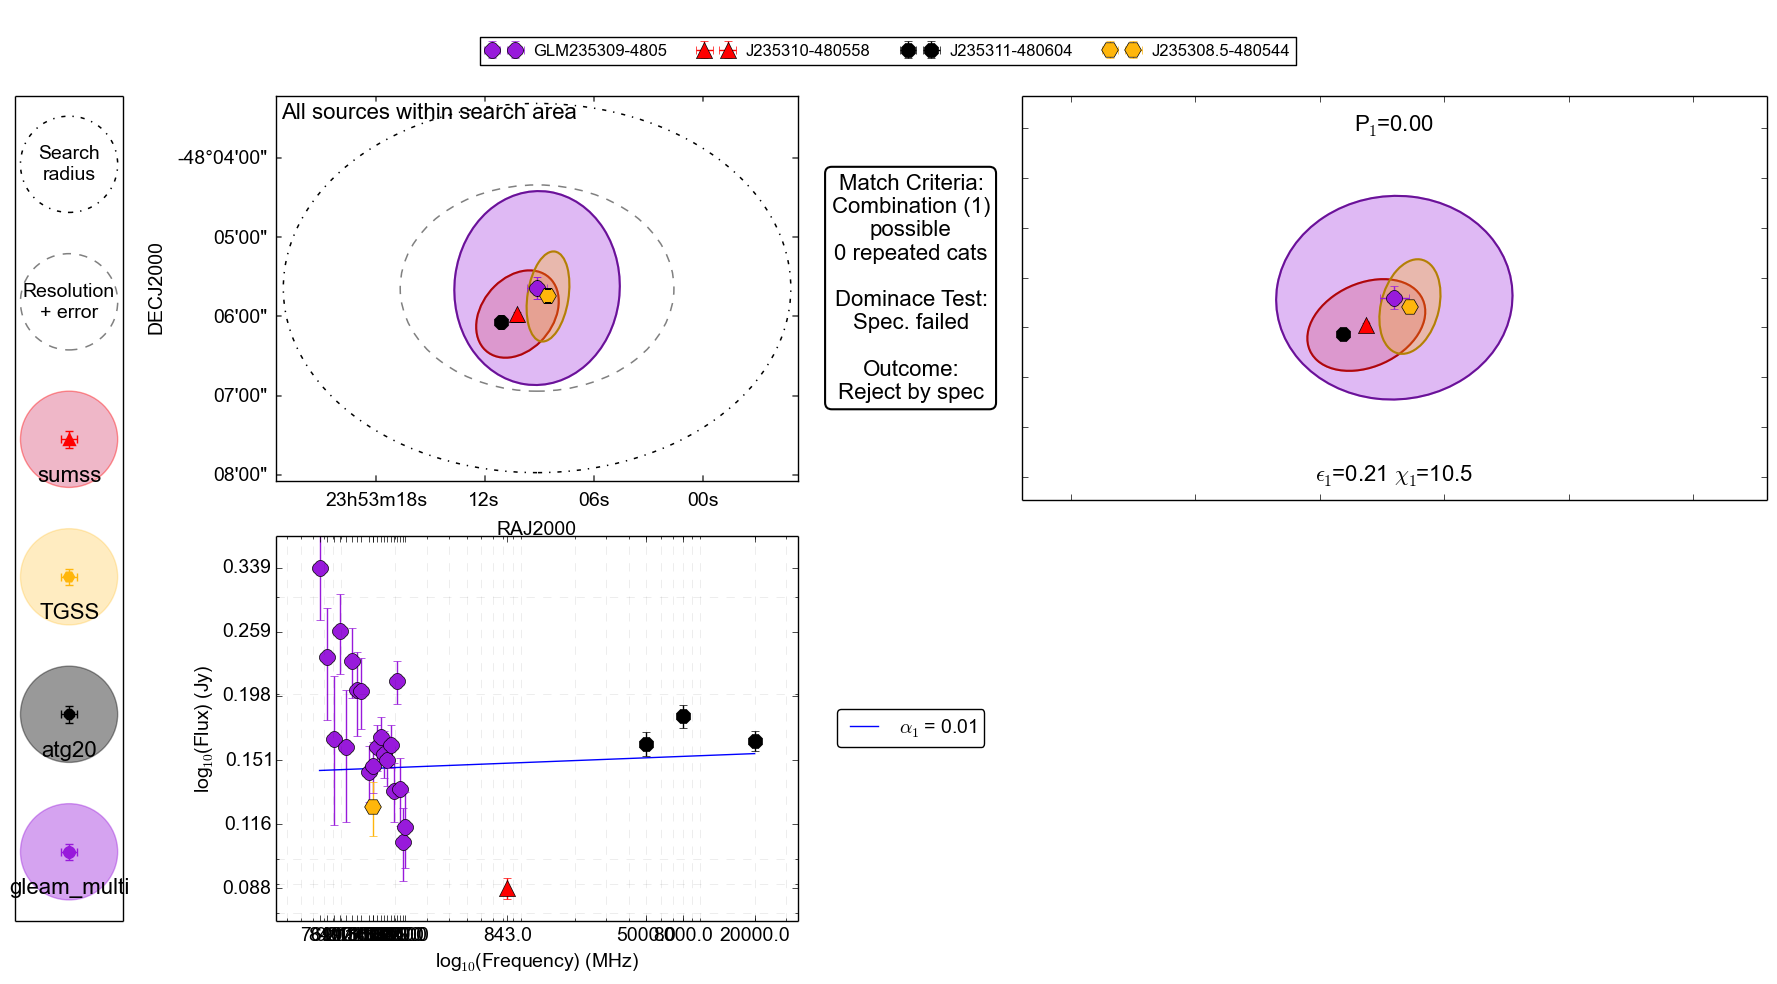 GLM235309-4805
J235310-480558
J235311-480604
J235308.5-480544
Search
radius
Resolution
+ error
sumss
TGSS
atg20
gleam_multi
All sources within search area
DECJ2000
-48°04'00"
05'00"
06'00"
07'00"
08'00"
23h53m18s
12s
06s
00s
RAJ2000
Match Criteria:
Combination (1)
possible
0 repeated cats
Dominace Test:
Spec. failed
Outcome:
Reject by spec
P₁=0.00
ϵ₁=0.21 χ₁=10.5
log₁₀(Flux) (Jy)
0.339
0.259
0.198
0.151
0.116
0.088
843.0
5000.0
8000.0
20000.0
log₁₀(Frequency) (MHz)
α₁ = 0.01